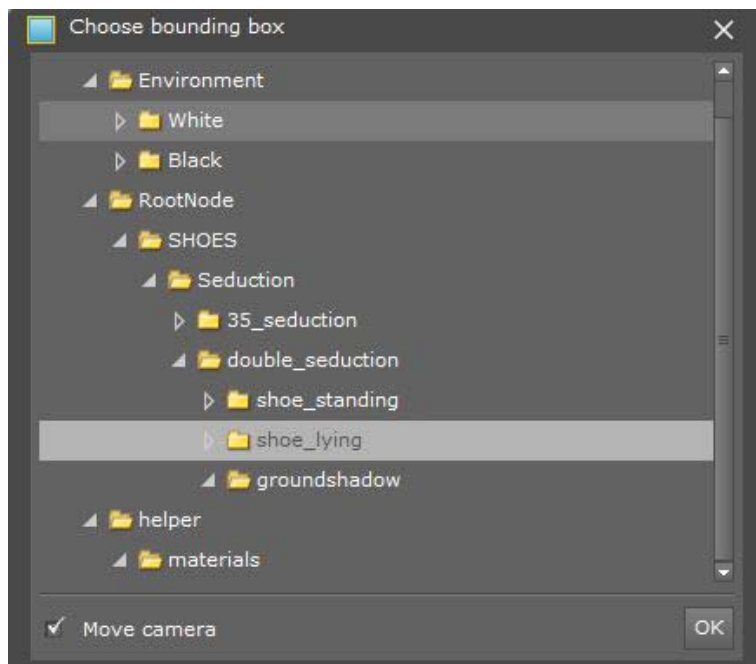 Choose bounding box
Environment
White
Black
RootNode
SHOES
Seduction
35_seduction
double_seduction
shoe_standing
shoe_lying
groundshadow
helper
materials
Move camera
OK